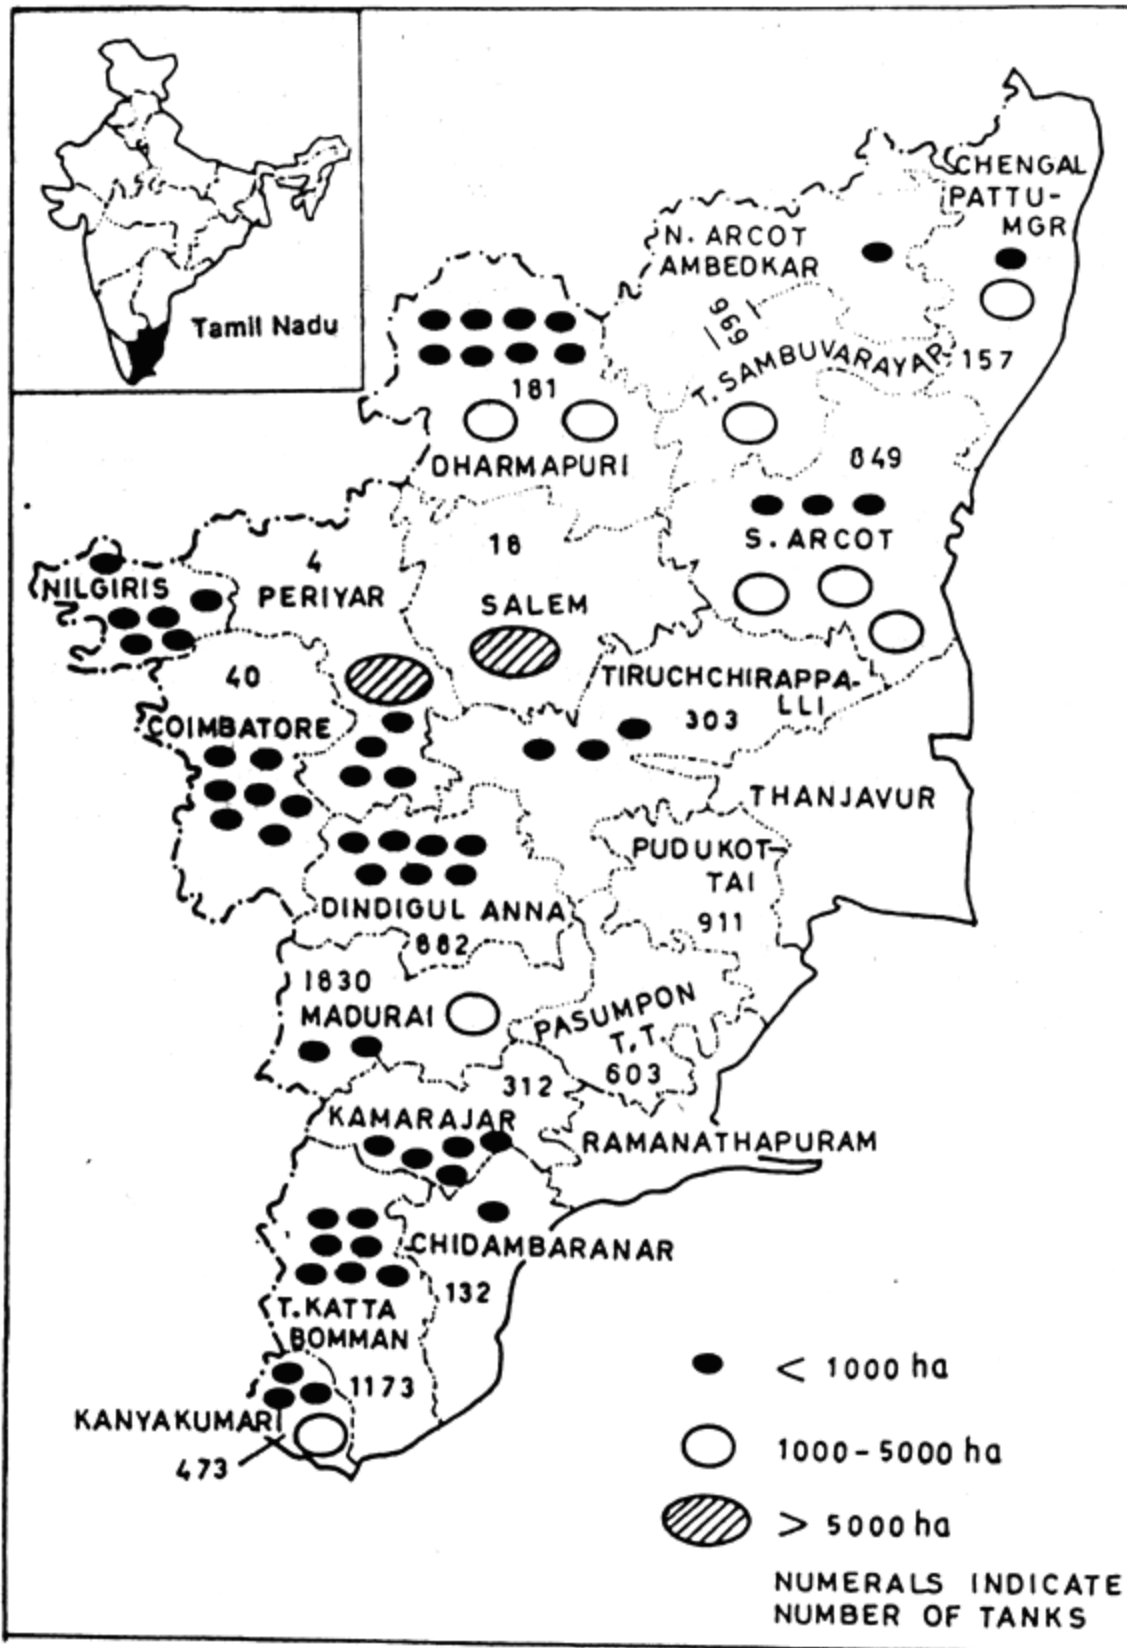 Tamil Nadu
CHENGAL
PATTU-
MGR
N. ARCOT
AMBEDKAR
969
T. SAMBUVARAYAR
157
181
DHARMAPURI
849
S. ARCOT
NILGIRIS
4
PERIYAR
18
SALEM
40
COIMBATORE
TIRUCHCHIRAPPA-
LLI
303
THANJAVUR
PUDUKOT-
TAI
911
DINDIGUL ANNA
882
1830
MADURAI
PASUMPON
T.T.
603
312
KAMARAJAR
RAMANATHAPURAM
CHIDAMBARANAR
132
T. KATTA
BOMMAN
1173
KANYAKUMARI
473
< 1000 ha
1000-5000 ha
> 5000 ha
NUMERALS INDICATE
NUMBER OF TANKS